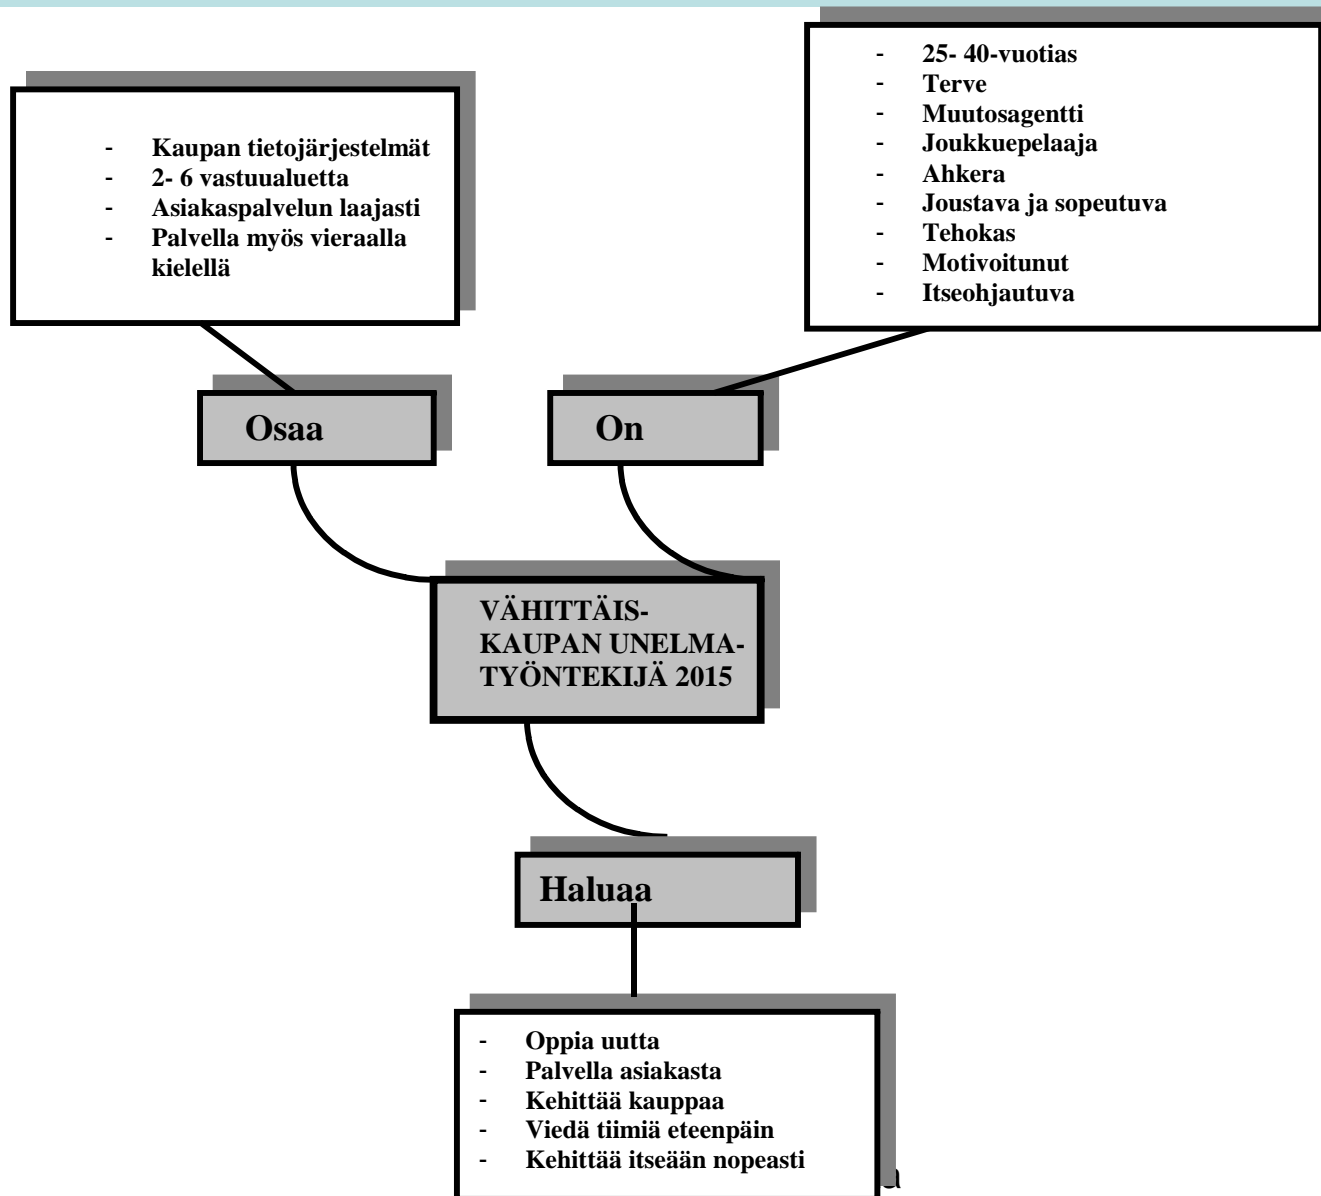 - Kaupan tietojärjestelmät
- 2- 6 vastuualuetta
- Asiakaspalvelun laajasti
- Palvella myös vieraalla
kielellä
- 25- 40-vuotias
- Terve
- Muutosagentti
- Joukkuepelaaja
- Ahkera
- Joustava ja sopeutuva
- Tehokas
- Motivoitunut
- Itseohjautuva
Osaa
On
VÄHITTÄIS-
KAUPAN UNELMA-
TYÖNTEKIJÄ 2015
Haluaa
- Oppia uutta
- Palvella asiakasta
- Kehittää kauppaa
- Viedä tiimiä eteenpäin
- Kehittää itseään nopeasti